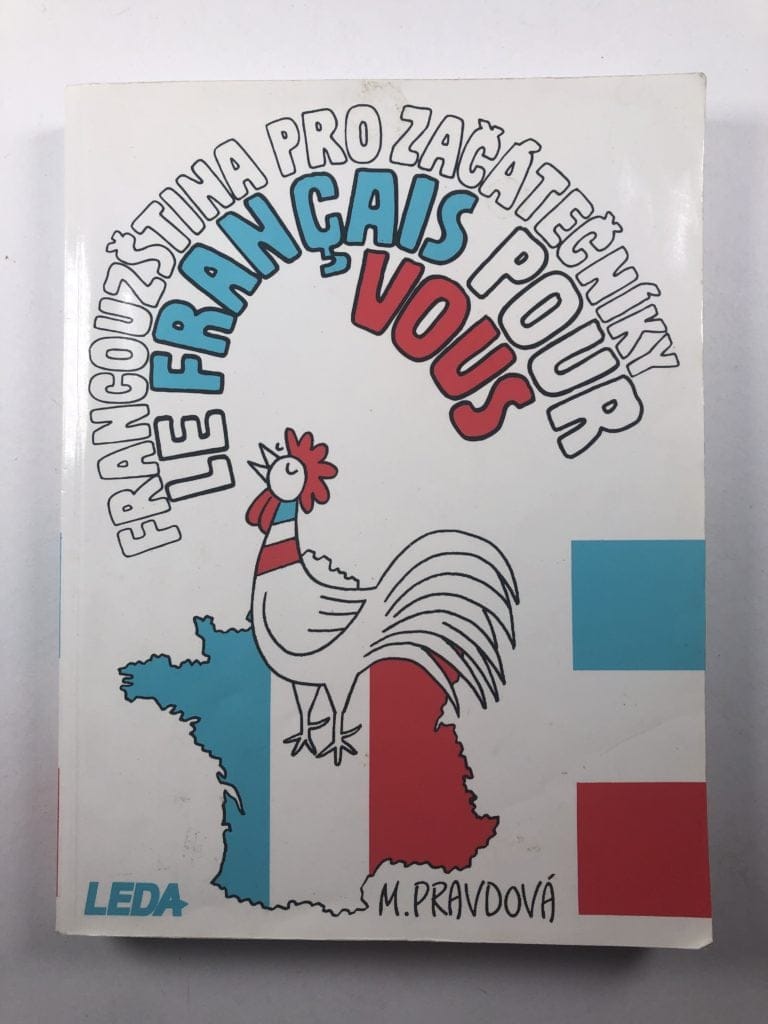 FRANCOUZŠTINA PRO ZAČÁTEČNÍKY
LE FRANÇAIS POUR
VOUS
LEDA
M. PRAVDOVÁ